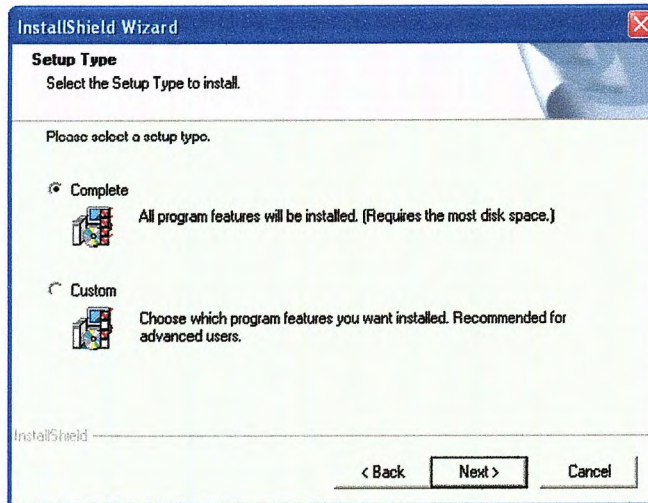 InstallShield Wizard
Setup Type
Select the Setup Type to install.
Please select a setup type.
Complete
All program features will be installed. (Requires the most disk space.)
Custom
Choose which program features you want installed. Recommended for
advanced users.
InstallShield
< Back
Next >
Cancel